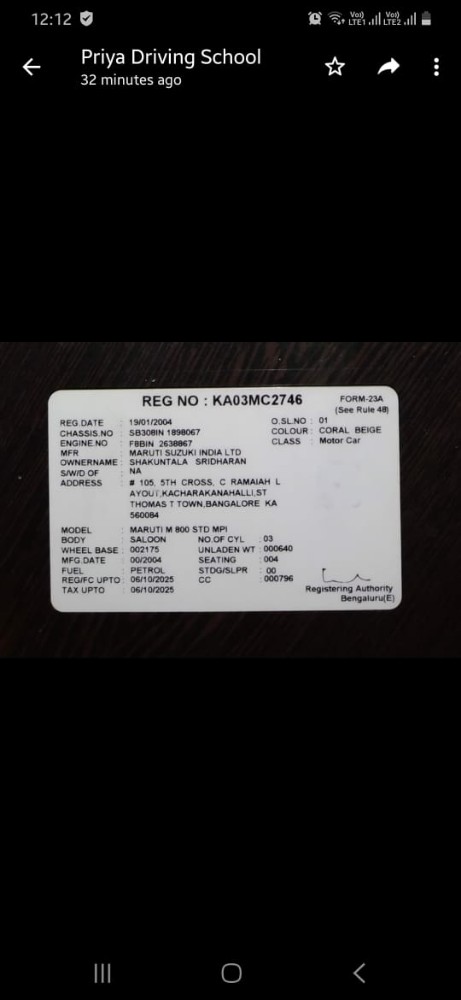 12:12
Vo) LTE1 Vo) LTE2
Priya Driving School
32 minutes ago
REG NO : KA03MC2746
FORM-23A
(See Rule 48)
REG.DATE : 19/01/2004 O.SL.NO : 01
CHASSIS.NO : SB308IN 1898067 COLOUR : CORAL BEIGE
ENGINE.NO : F8BIN 2638867 CLASS : Motor Car
MFR : MARUTI SUZUKI INDIA LTD
OWNERNAME : SHAKUNTALA SRIDHARAN
S/W/D OF : NA
ADDRESS : # 105, 5TH CROSS, C RAMAIAH L
AYOUT,KACHARAKANAHALLI,ST
THOMAS T TOWN,BANGALORE KA
560084
MODEL : MARUTI M 800 STD MPI
BODY : SALOON NO.OF CYL : 03
WHEEL BASE : 002175 UNLADEN WT : 000640
MFG.DATE : 00/2004 SEATING : 004
FUEL : PETROL STDG/SLPR : 00
REG/FC UPTO : 06/10/2025 CC : 000796
TAX UPTO : 06/10/2025
Registering Authority
Bengaluru(E)